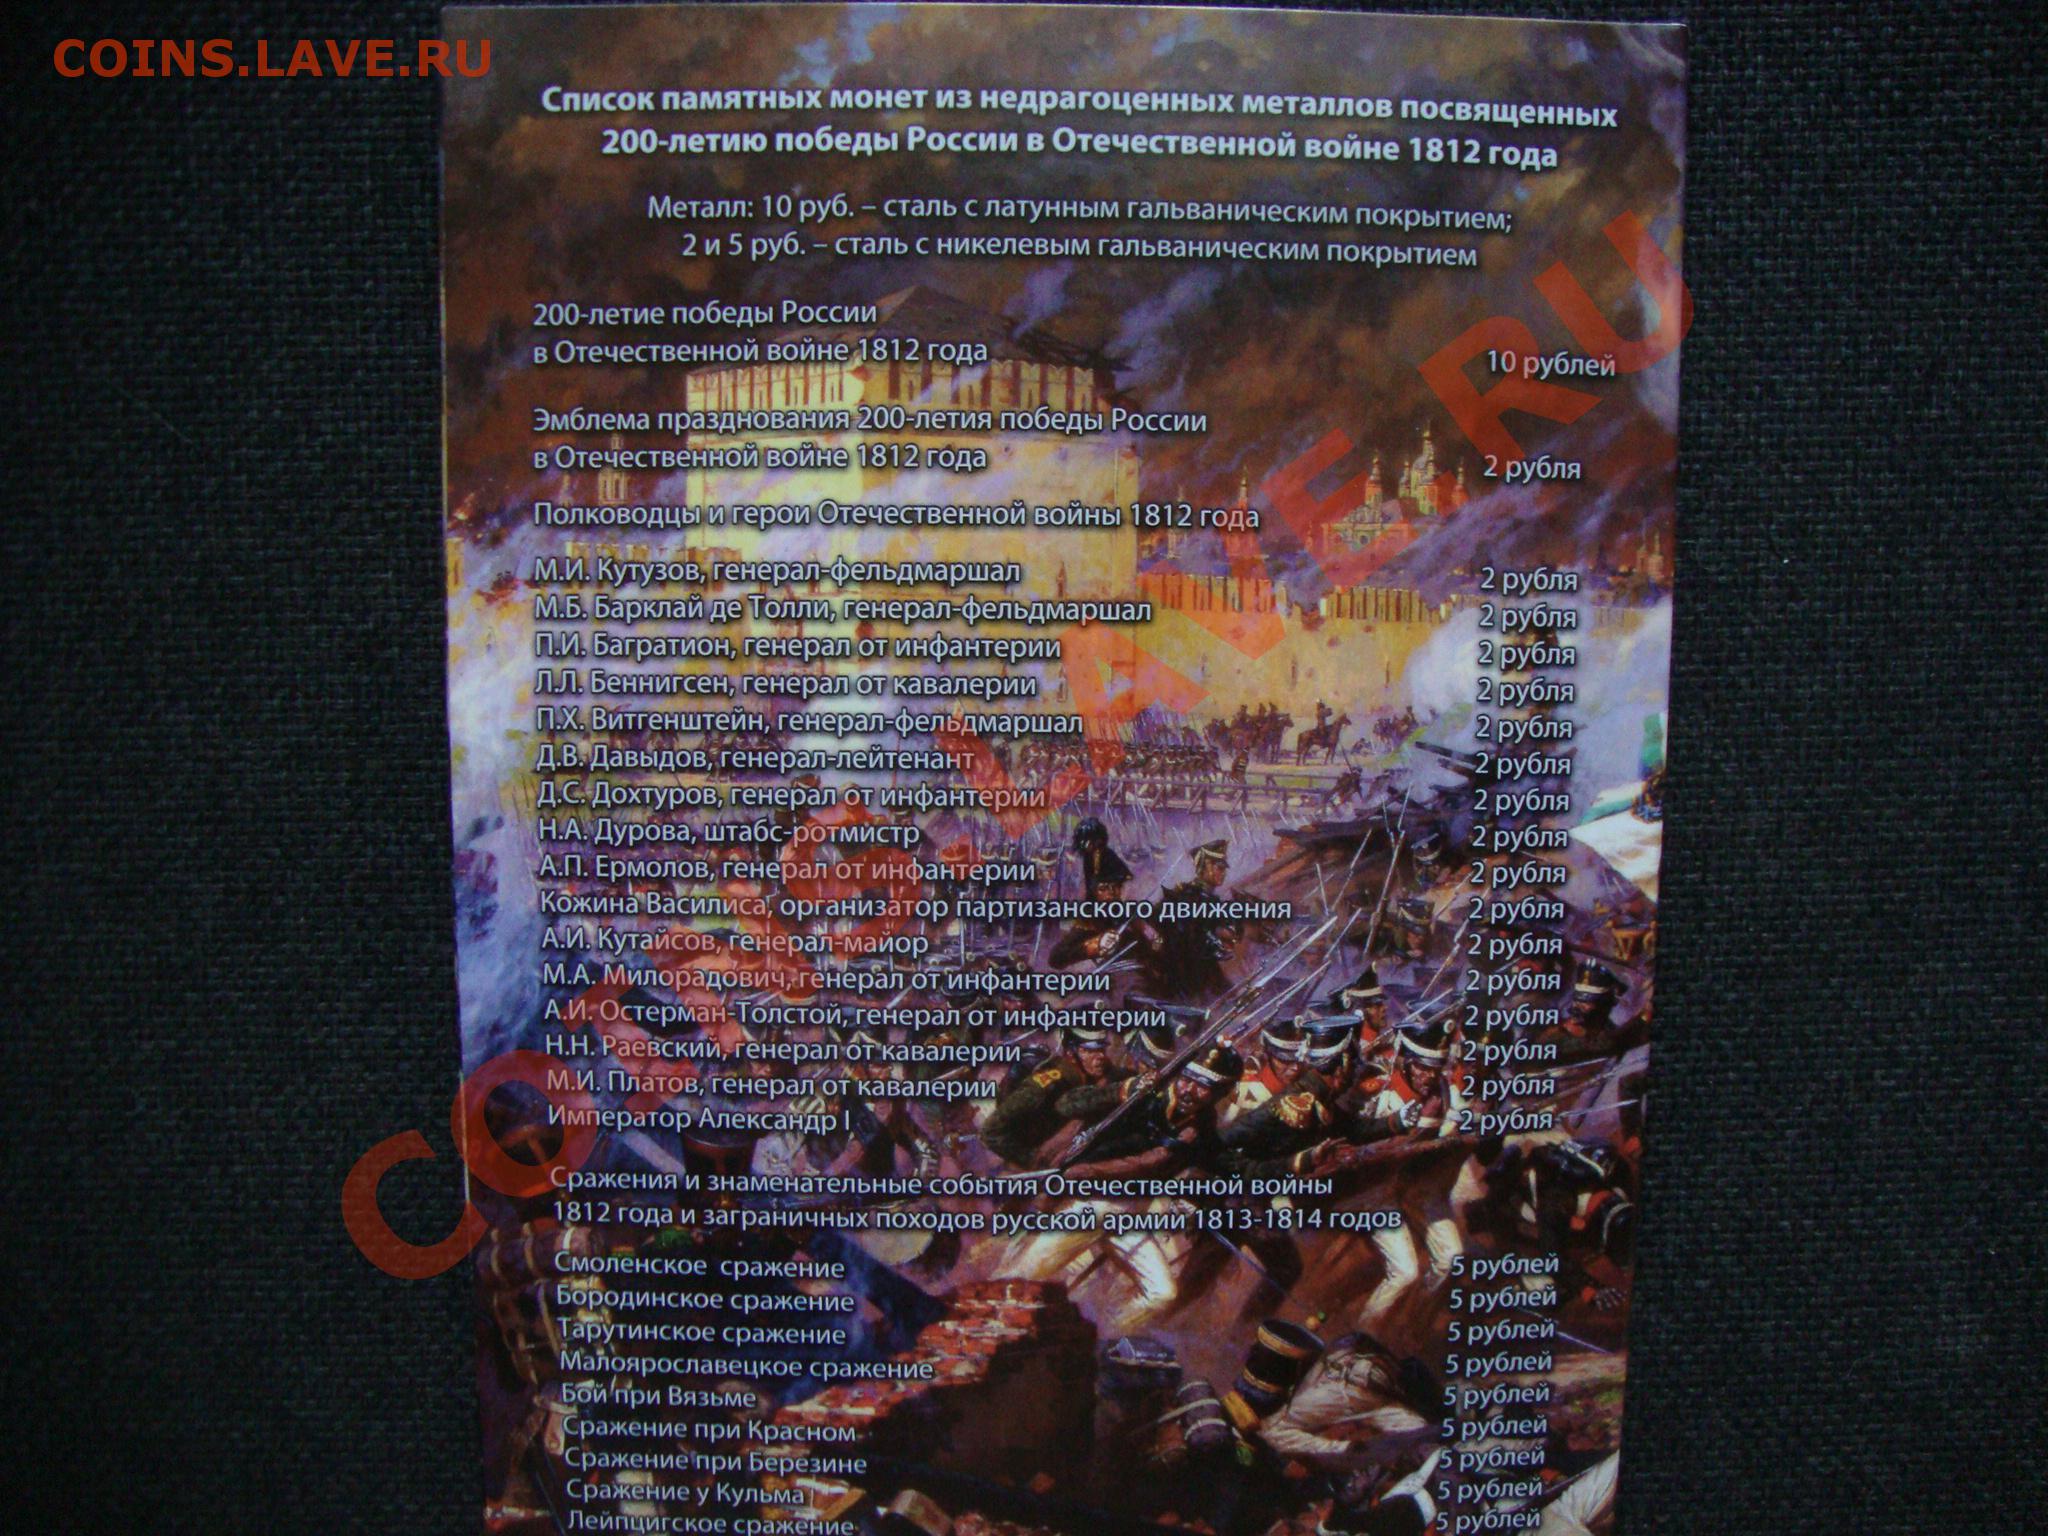 COINS.LAVE.RU
Список памятных монет из недрагоценных металлов посвященных
200-летию победы России в Отечественной войне 1812 года
Металл: 10 руб. – сталь с латунным гальваническим покрытием;
2 и 5 руб. – сталь с никелевым гальваническим покрытием
200-летие победы России
в Отечественной войне 1812 года 10 рублей
Эмблема празднования 200-летия победы России
в Отечественной войне 1812 года 2 рубля
Полководцы и герои Отечественной войны 1812 года
М.И. Кутузов, генерал-фельдмаршал 2 рубля
М.Б. Барклай де Толли, генерал-фельдмаршал 2 рубля
П.И. Багратион, генерал от инфантерии 2 рубля
Л.Л. Беннигсен, генерал от кавалерии 2 рубля
П.Х. Витгенштейн, генерал-фельдмаршал 2 рубля
Д.В. Давыдов, генерал-лейтенант 2 рубля
Д.С. Дохтуров, генерал от инфантерии 2 рубля
Н.А. Дурова, штабс-ротмистр 2 рубля
А.П. Ермолов, генерал от инфантерии 2 рубля
Кожина Василиса, организатор партизанского движения 2 рубля
А.И. Кутайсов, генерал-майор 2 рубля
М.А. Милорадович, генерал от инфантерии 2 рубля
А.И. Остерман-Толстой, генерал от инфантерии 2 рубля
Н.Н. Раевский, генерал от кавалерии 2 рубля
М.И. Платов, генерал от кавалерии 2 рубля
Император Александр I 2 рубля
Сражения и знаменательные события Отечественной войны
1812 года и заграничных походов русской армии 1813-1814 годов
Смоленское сражение 5 рублей
Бородинское сражение 5 рублей
Тарутинское сражение 5 рублей
Малоярославецкое сражение 5 рублей
Бой при Вязьме 5 рублей
Сражение при Красном 5 рублей
Сражение при Березине 5 рублей
Сражение у Кульма 5 рублей
Лейпцигское сражение 5 рублей
COINS.LAVE.RU